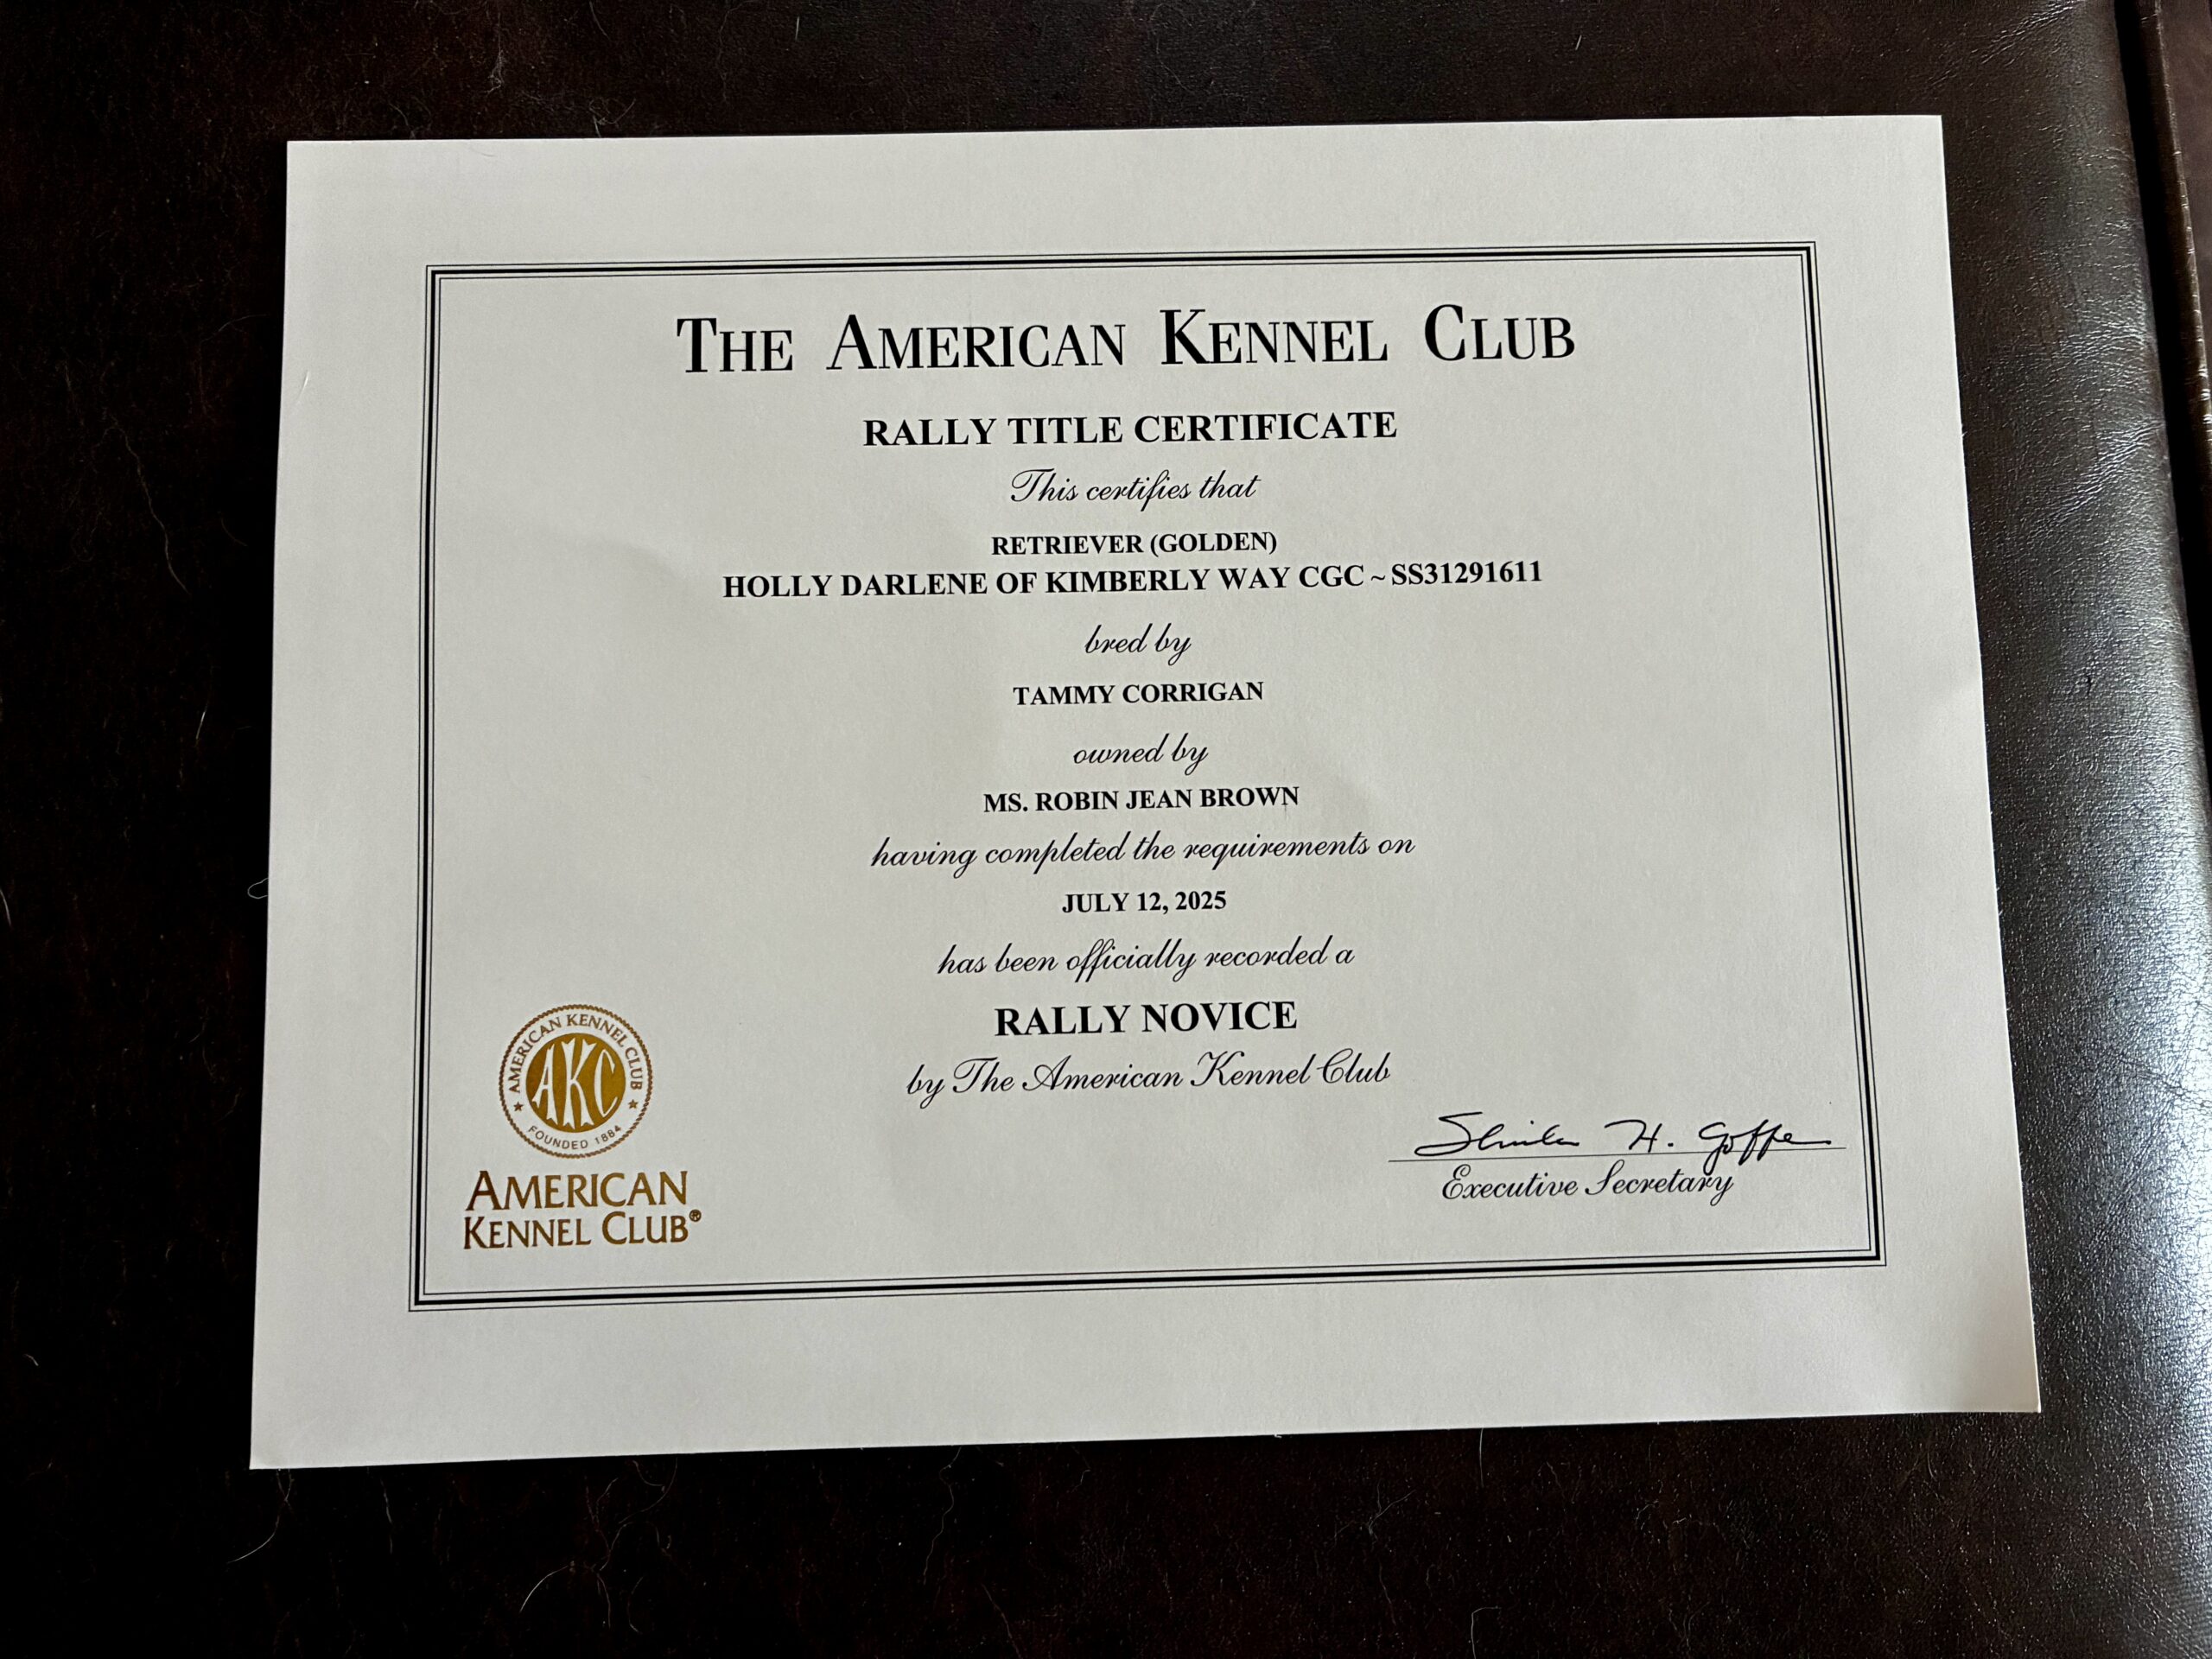 THE AMERICAN KENNEL CLUB
RALLY TITLE CERTIFICATE
This certifies that
RETRIEVER (GOLDEN)
HOLLY DARLENE OF KIMBERLY WAY CGC ~ SS31291611
bred by
TAMMY CORRIGAN
owned by
MS. ROBIN JEAN BROWN
having completed the requirements on
JULY 12, 2025
has been officially recorded a
RALLY NOVICE
by The American Kennel Club
AMERICAN KENNEL CLUB
AKC
FOUNDED 1884
AMERICAN
KENNEL CLUB®
H. Goffe
Executive Secretary